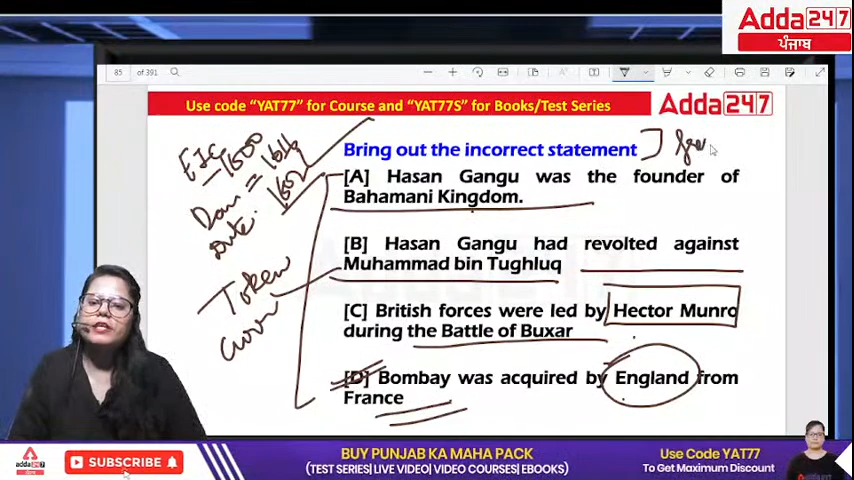 Adda247
ਪੰਜਾਬ
85 of 391
Use code “YAT77” for Course and “YAT77S” for Books/Test Series
Adda247
EIC - 1600
1616
Dutc 1602
Token
Bring out the incorrect statement
[A] Hasan Gangu was the founder of
Bahamani Kingdom.
[B] Hasan Gangu had revolted against
Muhammad bin Tughluq
[C] British forces were led by Hector Munro
during the Battle of Buxar
[D] Bombay was acquired by England from
France
adda247
SUBSCRIBE
BUY PUNJAB KA MAHA PACK
(TEST SERIES| LIVE VIDEO| VIDEO COURSES| EBOOKS)
Use Code YAT77
To Get Maximum Discount